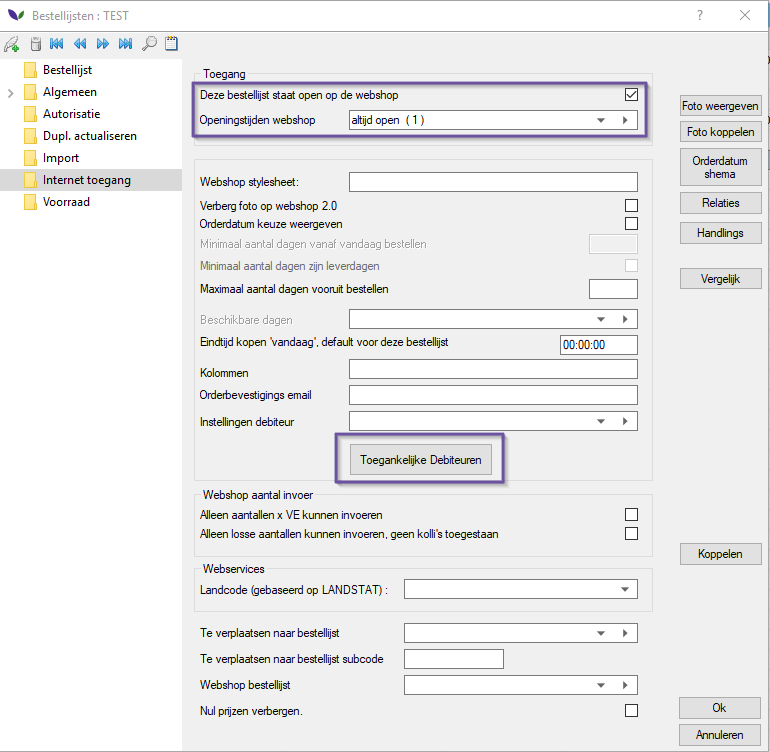 Bestellijsten : TEST
Bestellijst
Algemeen
Autorisatie
Dupl. actualiseren
Import
Internet toegang
Voorraad
Toegang
Deze bestellijst staat open op de webshop
Openingstijden webshop altijd open ( 1 )
Webshop stylesheet:
Verberg foto op webshop 2.0
Orderdatum keuze weergeven
Minimaal aantal dagen vanaf vandaag bestellen
Minimaal aantal dagen zijn leverdagen
Maximaal aantal dagen vooruit bestellen
Beschikbare dagen
Eindtijd kopen 'vandaag', default voor deze bestellijst 00:00:00
Kolommen
Orderbevestigings email
Instellingen debiteur
Toegankelijke Debiteuren
Webshop aantal invoer
Alleen aantallen x VE kunnen invoeren
Alleen losse aantallen kunnen invoeren, geen kolli's toegestaan
Webservices
Landcode (gebaseerd op LANDSTAT) :
Te verplaatsen naar bestellijst
Te verplaatsen naar bestellijst subcode
Webshop bestellijst
Nul prijzen verbergen.
Foto weergeven
Foto koppelen
Orderdatum
shema
Relaties
Handlings
Vergelijk
Koppelen
Ok
Annuleren